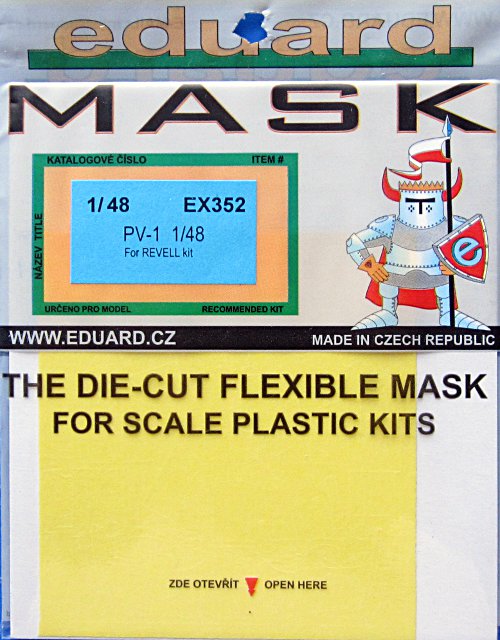 eduard
MASK
KATALOGOVÉ ČÍSLO ITEM #
NÁZEV TITLE
1/48 EX352
PV-1 1/48
For REVELL kit
URČENO PRO MODEL RECOMMENDED KIT
e
WWW.EDUARD.CZ MADE IN CZECH REPUBLIC
THE DIE-CUT FLEXIBLE MASK
FOR SCALE PLASTIC KITS
ZDE OTEVŘÍT OPEN HERE